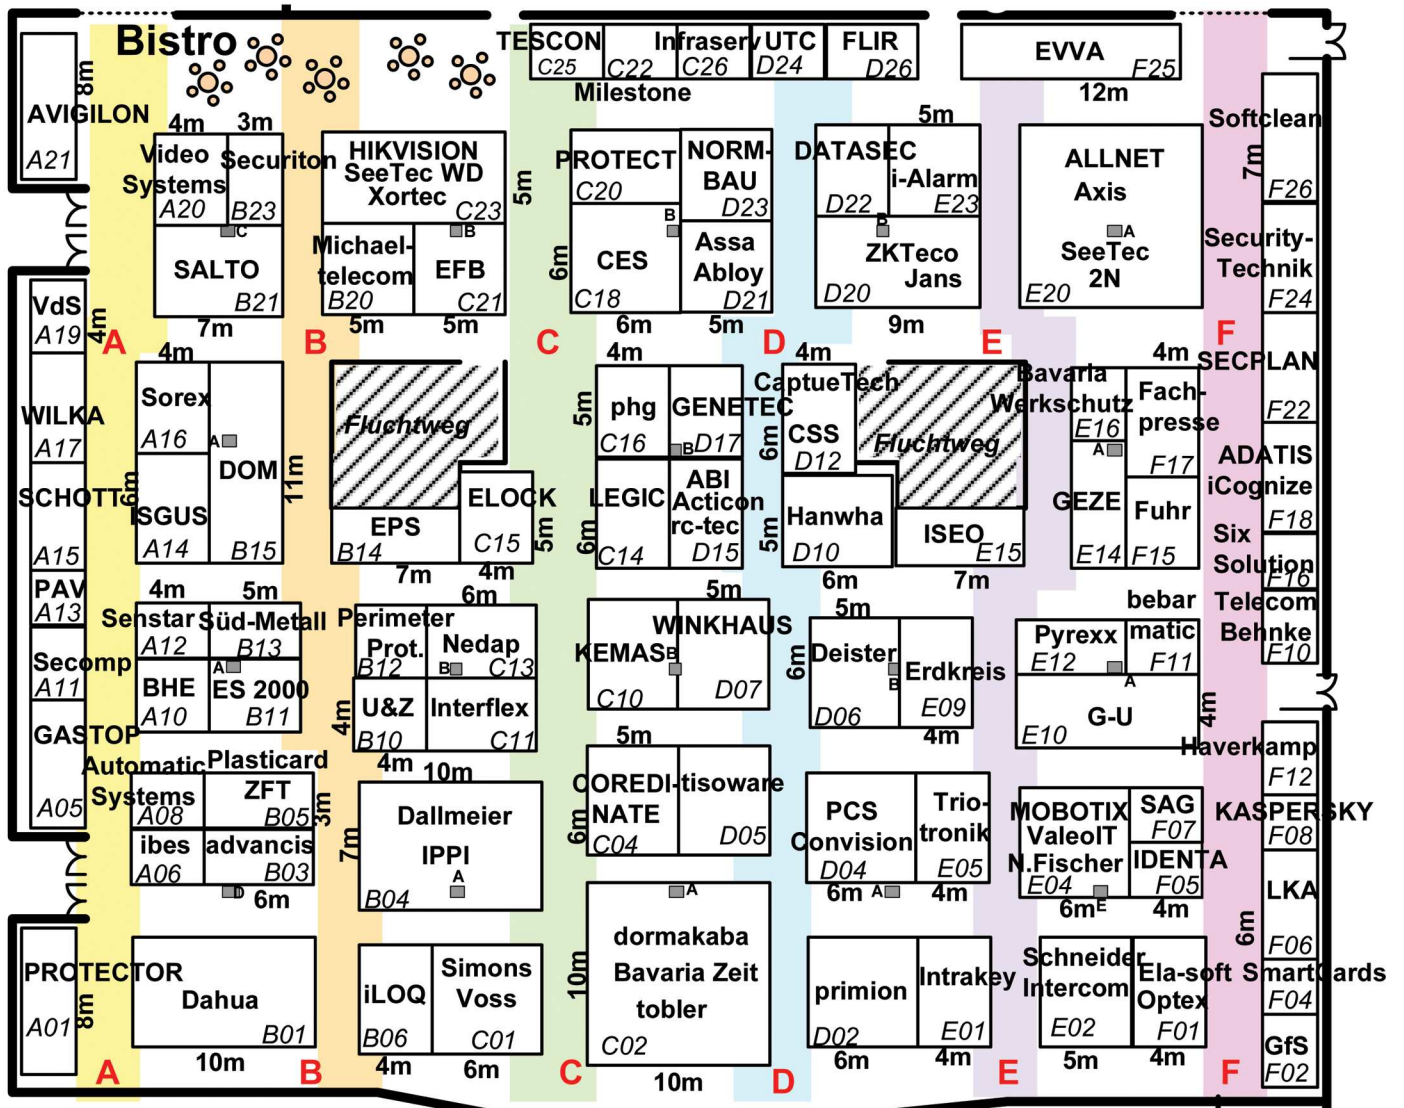 Bistro
TESCON
C25
C22
Milestone
Infraserv
C26
UTC
D24
FLIR
D26
EVVA
F25
12m
8m
AVIGILON
A21
4m
3m
Video
Systems
A20
Securiton
B23
C
SALTO
B21
7m
HIKVISION
SeeTec WD
Xortec
C23
5m
Michael-
telecom
B20
5m
B
EFB
C21
5m
PROTECT
C20
NORM-
BAU
D23
B
CES
C18
6m
6m
Assa
Abloy
D21
5m
5m
DATASEC
D22
i-Alarm
E23
B
ZKTeco
Jans
D20
9m
ALLNET
Axis
A
SeeTec
2N
E20
Softclean
7m
F26
Security-
Technik
F24
A
B
C
D
E
F
VdS
A19
4m
WILKA
A17
SCHOTT
A15
PAV
A13
Secomp
A11
GASTOP
A05
4m
Sorex
A16
A
DOM
B15
11m
6m
ISGUS
A14
Fluchtweg
EPS
B14
7m
ELOCK
C15
5m
4m
4m
5m
phg
C16
GENETEC
B
D17
6m
LEGIC
C14
ABI
Acticon
rc-tec
D15
5m
4m
CaptueTech
6m
CSS
D12
Fluchtweg
5m
Hanwha
D10
6m
ISEO
E15
7m
Bavaria
Werkschutz
E16
A
GEZE
E14
4m
Fach-
presse
F17
Fuhr
F15
SECPLAN
F22
ADATIS
iCognize
F18
Six
Solution
F16
Telecom
Behnke
F10
4m
5m
Senstar
A12
Süd-Metall
B13
A
BHE
A10
ES 2000
B11
6m
Perimeter
Prot.
B12
Nedap
B
C13
4m
U&Z
B10
4m
Interflex
C11
10m
KEMAS
B
C10
5m
WINKHAUS
D07
5m
6m
Deister
B
D06
Erdkreis
E09
4m
bebar
matic
F11
Pyrexx
E12
A
G-U
E10
4m
Automatic
Systems
A08
Plasticard
ZFT
B05
3m
ibes
A06
advancis
B03
D
6m
7m
Dallmeier
IPPI
A
B04
6m
COREDI-
NATE
C04
tisoware
D05
PCS
Convision
D04
6m
A
Trio-
tronik
E05
4m
MOBOTIX
ValeoIT
N.Fischer
E04
6m
E
SAG
F07
IDENTA
F05
4m
Haverkamp
F12
KASPERSKY
F08
LKA
F06
6m
SmartCards
F04
GfS
F02
PROTECTOR
A01
8m
Dahua
B01
10m
iLOQ
B06
4m
Simons
Voss
C01
6m
A
10m
dormakaba
Bavaria Zeit
tobler
C02
10m
primion
D02
6m
Intrakey
E01
4m
Schneider
Intercom
E02
5m
Ela-soft
Optex
F01
4m
A
B
C
D
E
F